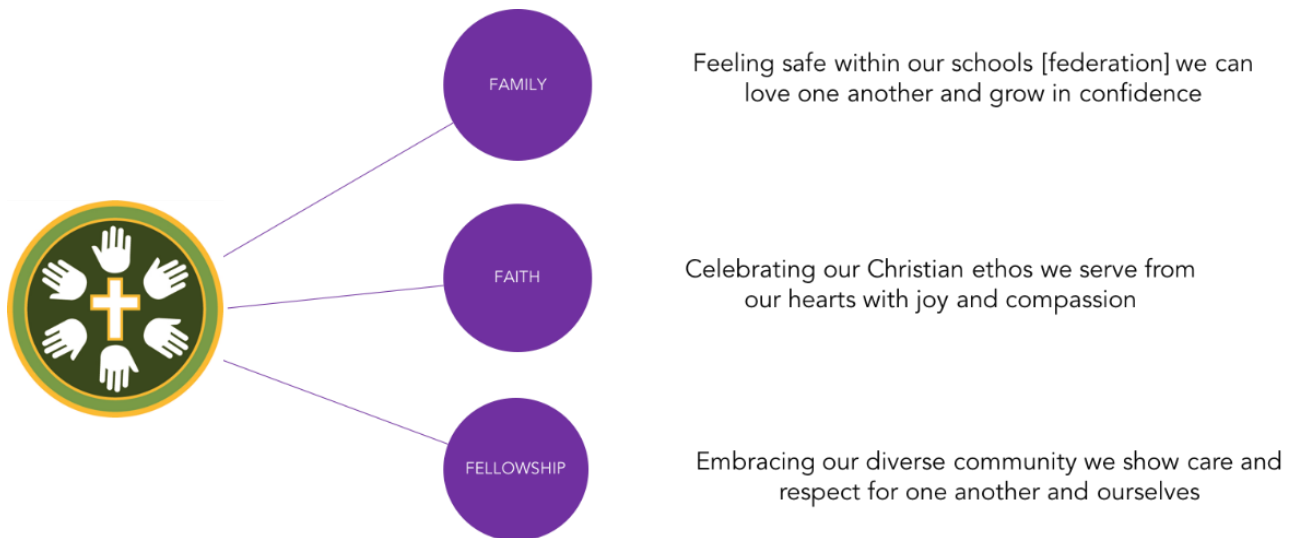 FAMILY
Feeling safe within our schools [federation] we can
love one another and grow in confidence
FAITH
Celebrating our Christian ethos we serve from
our hearts with joy and compassion
FELLOWSHIP
Embracing our diverse community we show care and
respect for one another and ourselves